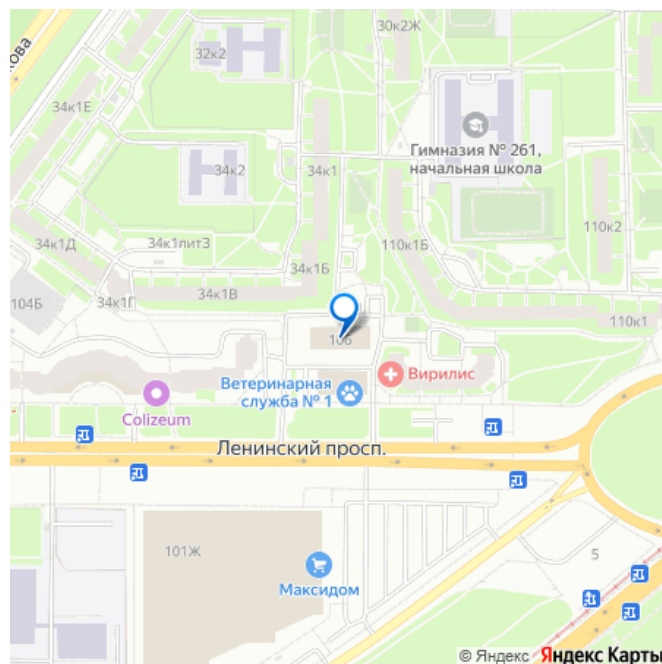 кова
30к2Ж
32к2
34к1Е
Гимназия № 261,
начальная школа
34к2
34к1
34к1Д
34к1литЗ
110к1Б
110к2
34к1Б
104Б
34к1Г
34к1В
110к1
106
Вирилис
Ветеринарная
служба № 1
Colizeum
Ленинский просп.
101Ж
5
Максидом
© Яндекс Яндекс Карты